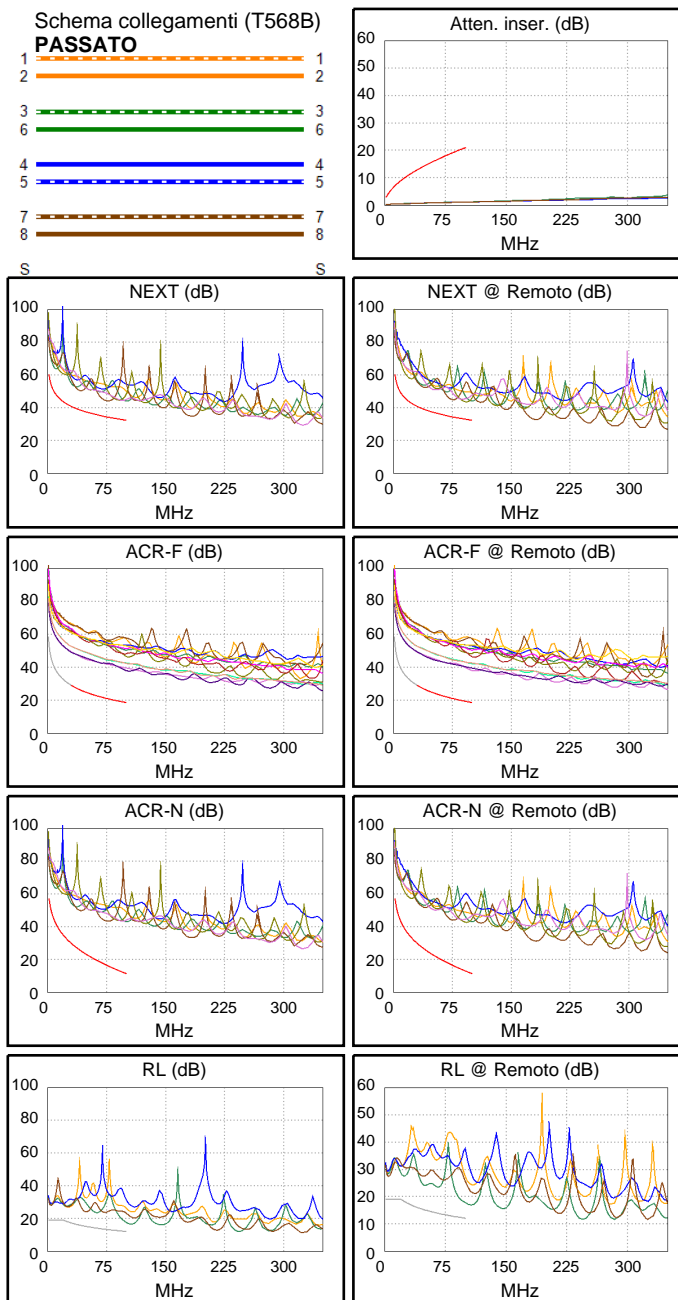 Schema collegamenti (T568B)
PASSATO
1 1
2 2
3 3
6 6
4 4
5 5
7 7
8 8
S S
Atten. inser. (dB)
60
50
40
30
20
10
0
0 75 150 225 300
MHz
NEXT (dB)
100
80
60
40
20
0
0 75 150 225 300
MHz
NEXT @ Remoto (dB)
100
80
60
40
20
0
0 75 150 225 300
MHz
ACR-F (dB)
100
80
60
40
20
0
0 75 150 225 300
MHz
ACR-F @ Remoto (dB)
100
80
60
40
20
0
0 75 150 225 300
MHz
ACR-N (dB)
100
80
60
40
20
0
0 75 150 225 300
MHz
ACR-N @ Remoto (dB)
100
80
60
40
20
0
0 75 150 225 300
MHz
RL (dB)
100
80
60
40
20
0
0 75 150 225 300
MHz
RL @ Remoto (dB)
60
50
40
30
20
10
0
0 75 150 225 300
MHz